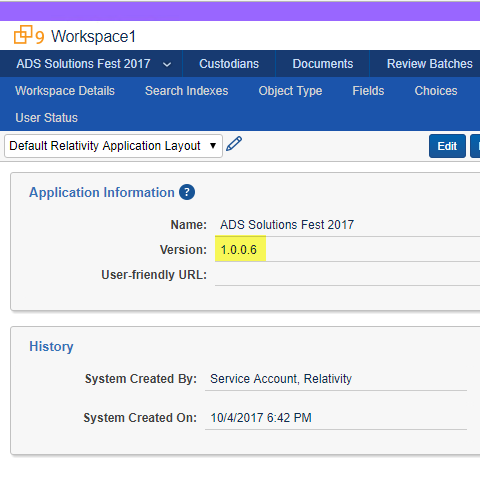 9 Workspace1
ADS Solutions Fest 2017 Custodians Documents Review Batches
Workspace Details Search Indexes Object Type Fields Choices
User Status
Default Relativity Application Layout Edit
Application Information ?
Name: ADS Solutions Fest 2017
Version: 1.0.0.6
User-friendly URL:
History
System Created By: Service Account, Relativity
System Created On: 10/4/2017 6:42 PM